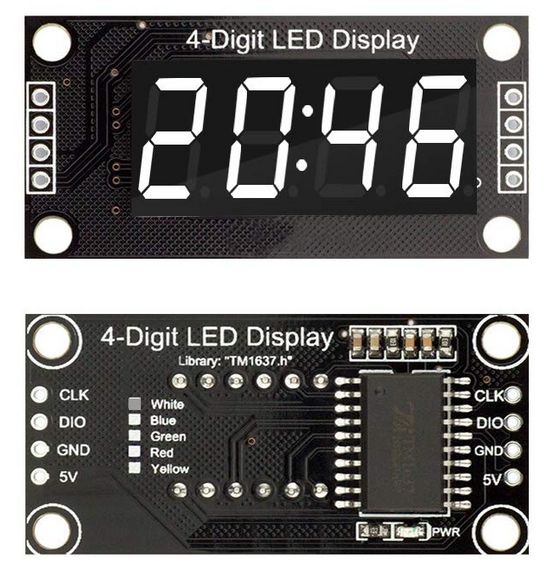 4-Digit LED Display
20:46
4-Digit LED Display
Library: "TM1637.h"
CLK
DIO
GND
5V
White
Blue
Green
Red
Yellow
CLK
DIO
GND
5V
PWR